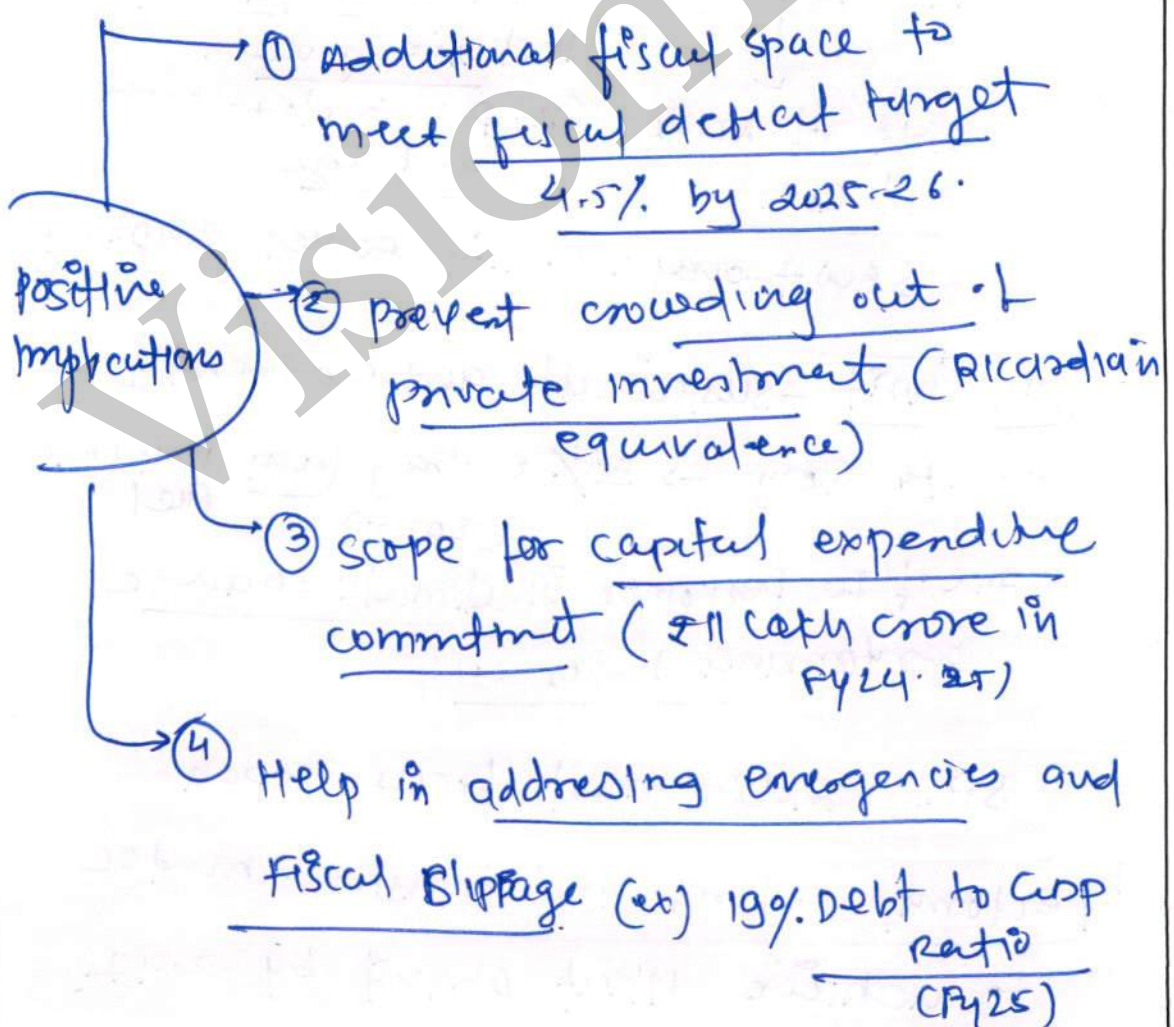 ① Additional fiscal space to
meet fiscal deficit target
4.5% by 2025-26.
Positive
Implications
② prevent crowding out of
private investment (Ricardian
equivalence)
③ scope for capital expenditure
commitment (₹11 Lakh crore in
FY24-25)
④
Help in addressing emergencies and
Fiscal Slippage (ex) 19% Debt to GDP
Ratio
(FY25)
Vision